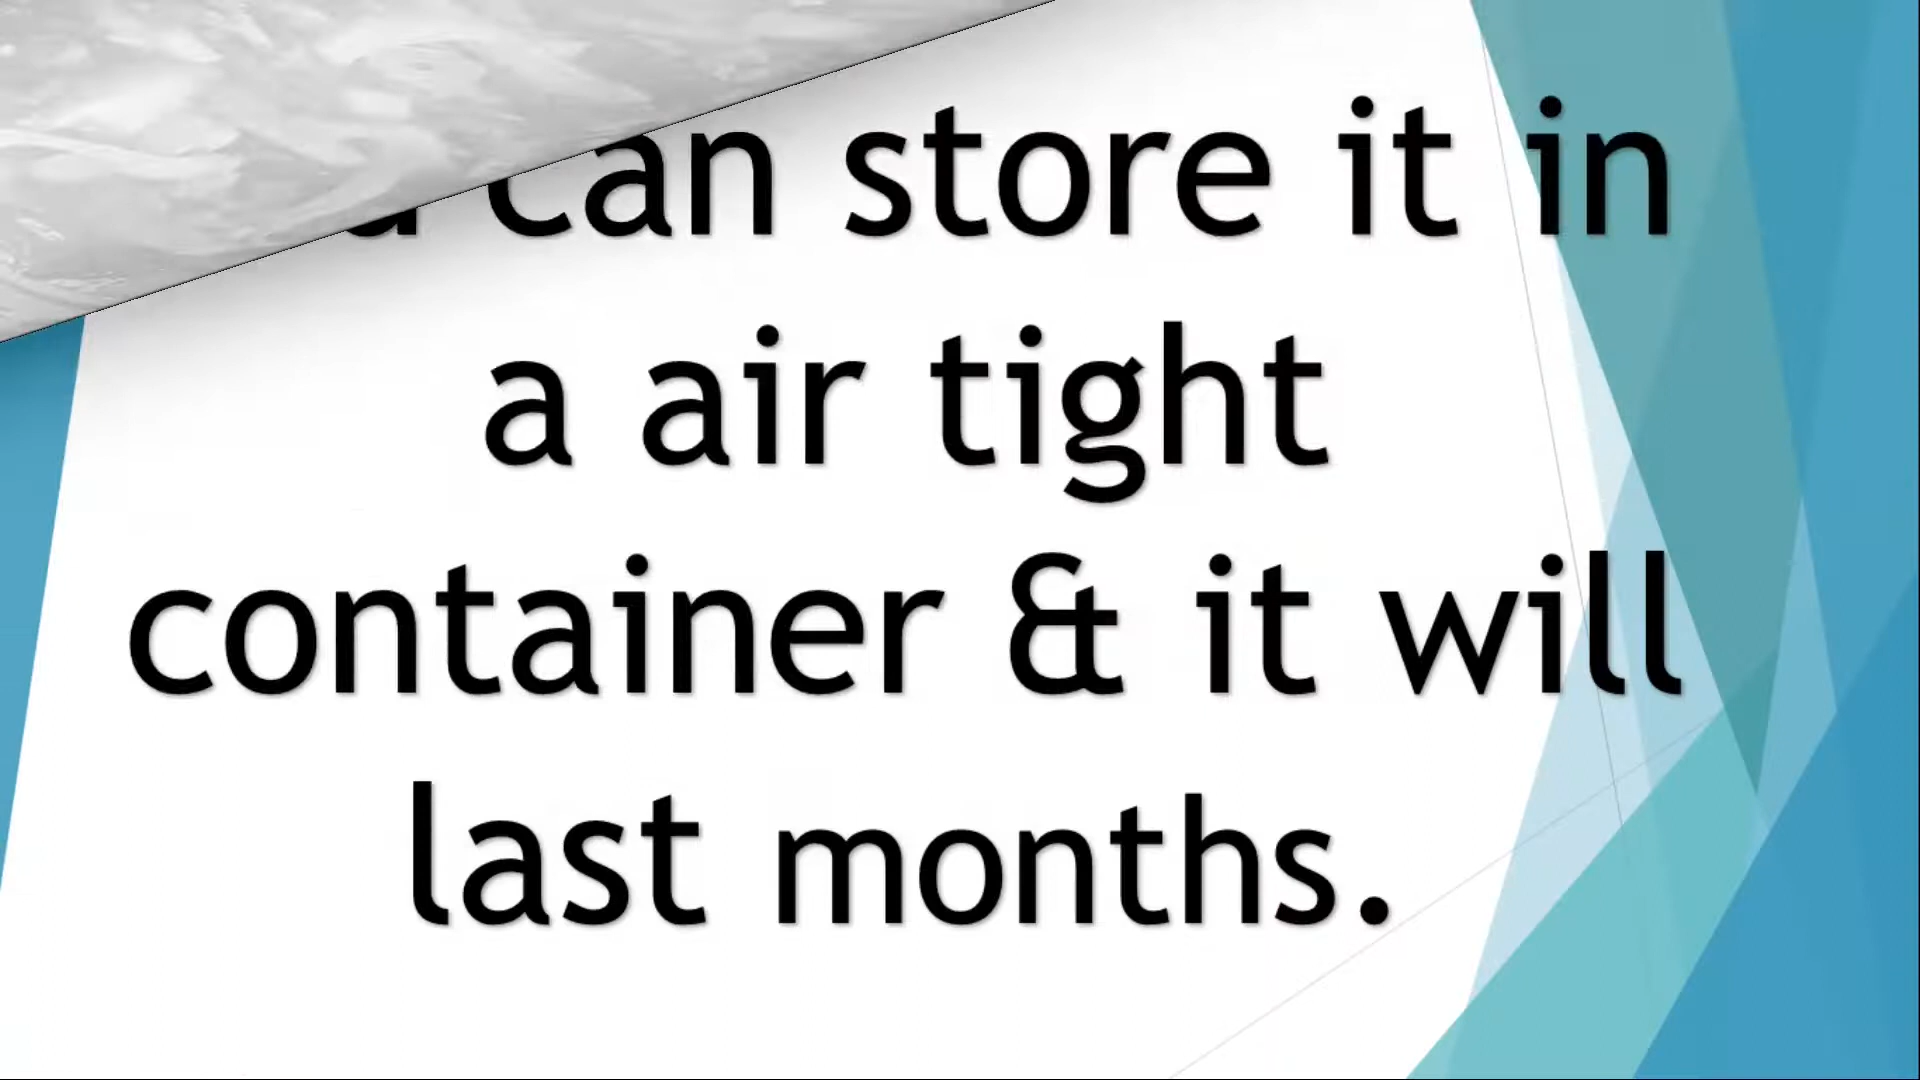 can store it in
a air tight
container & it will
last months.